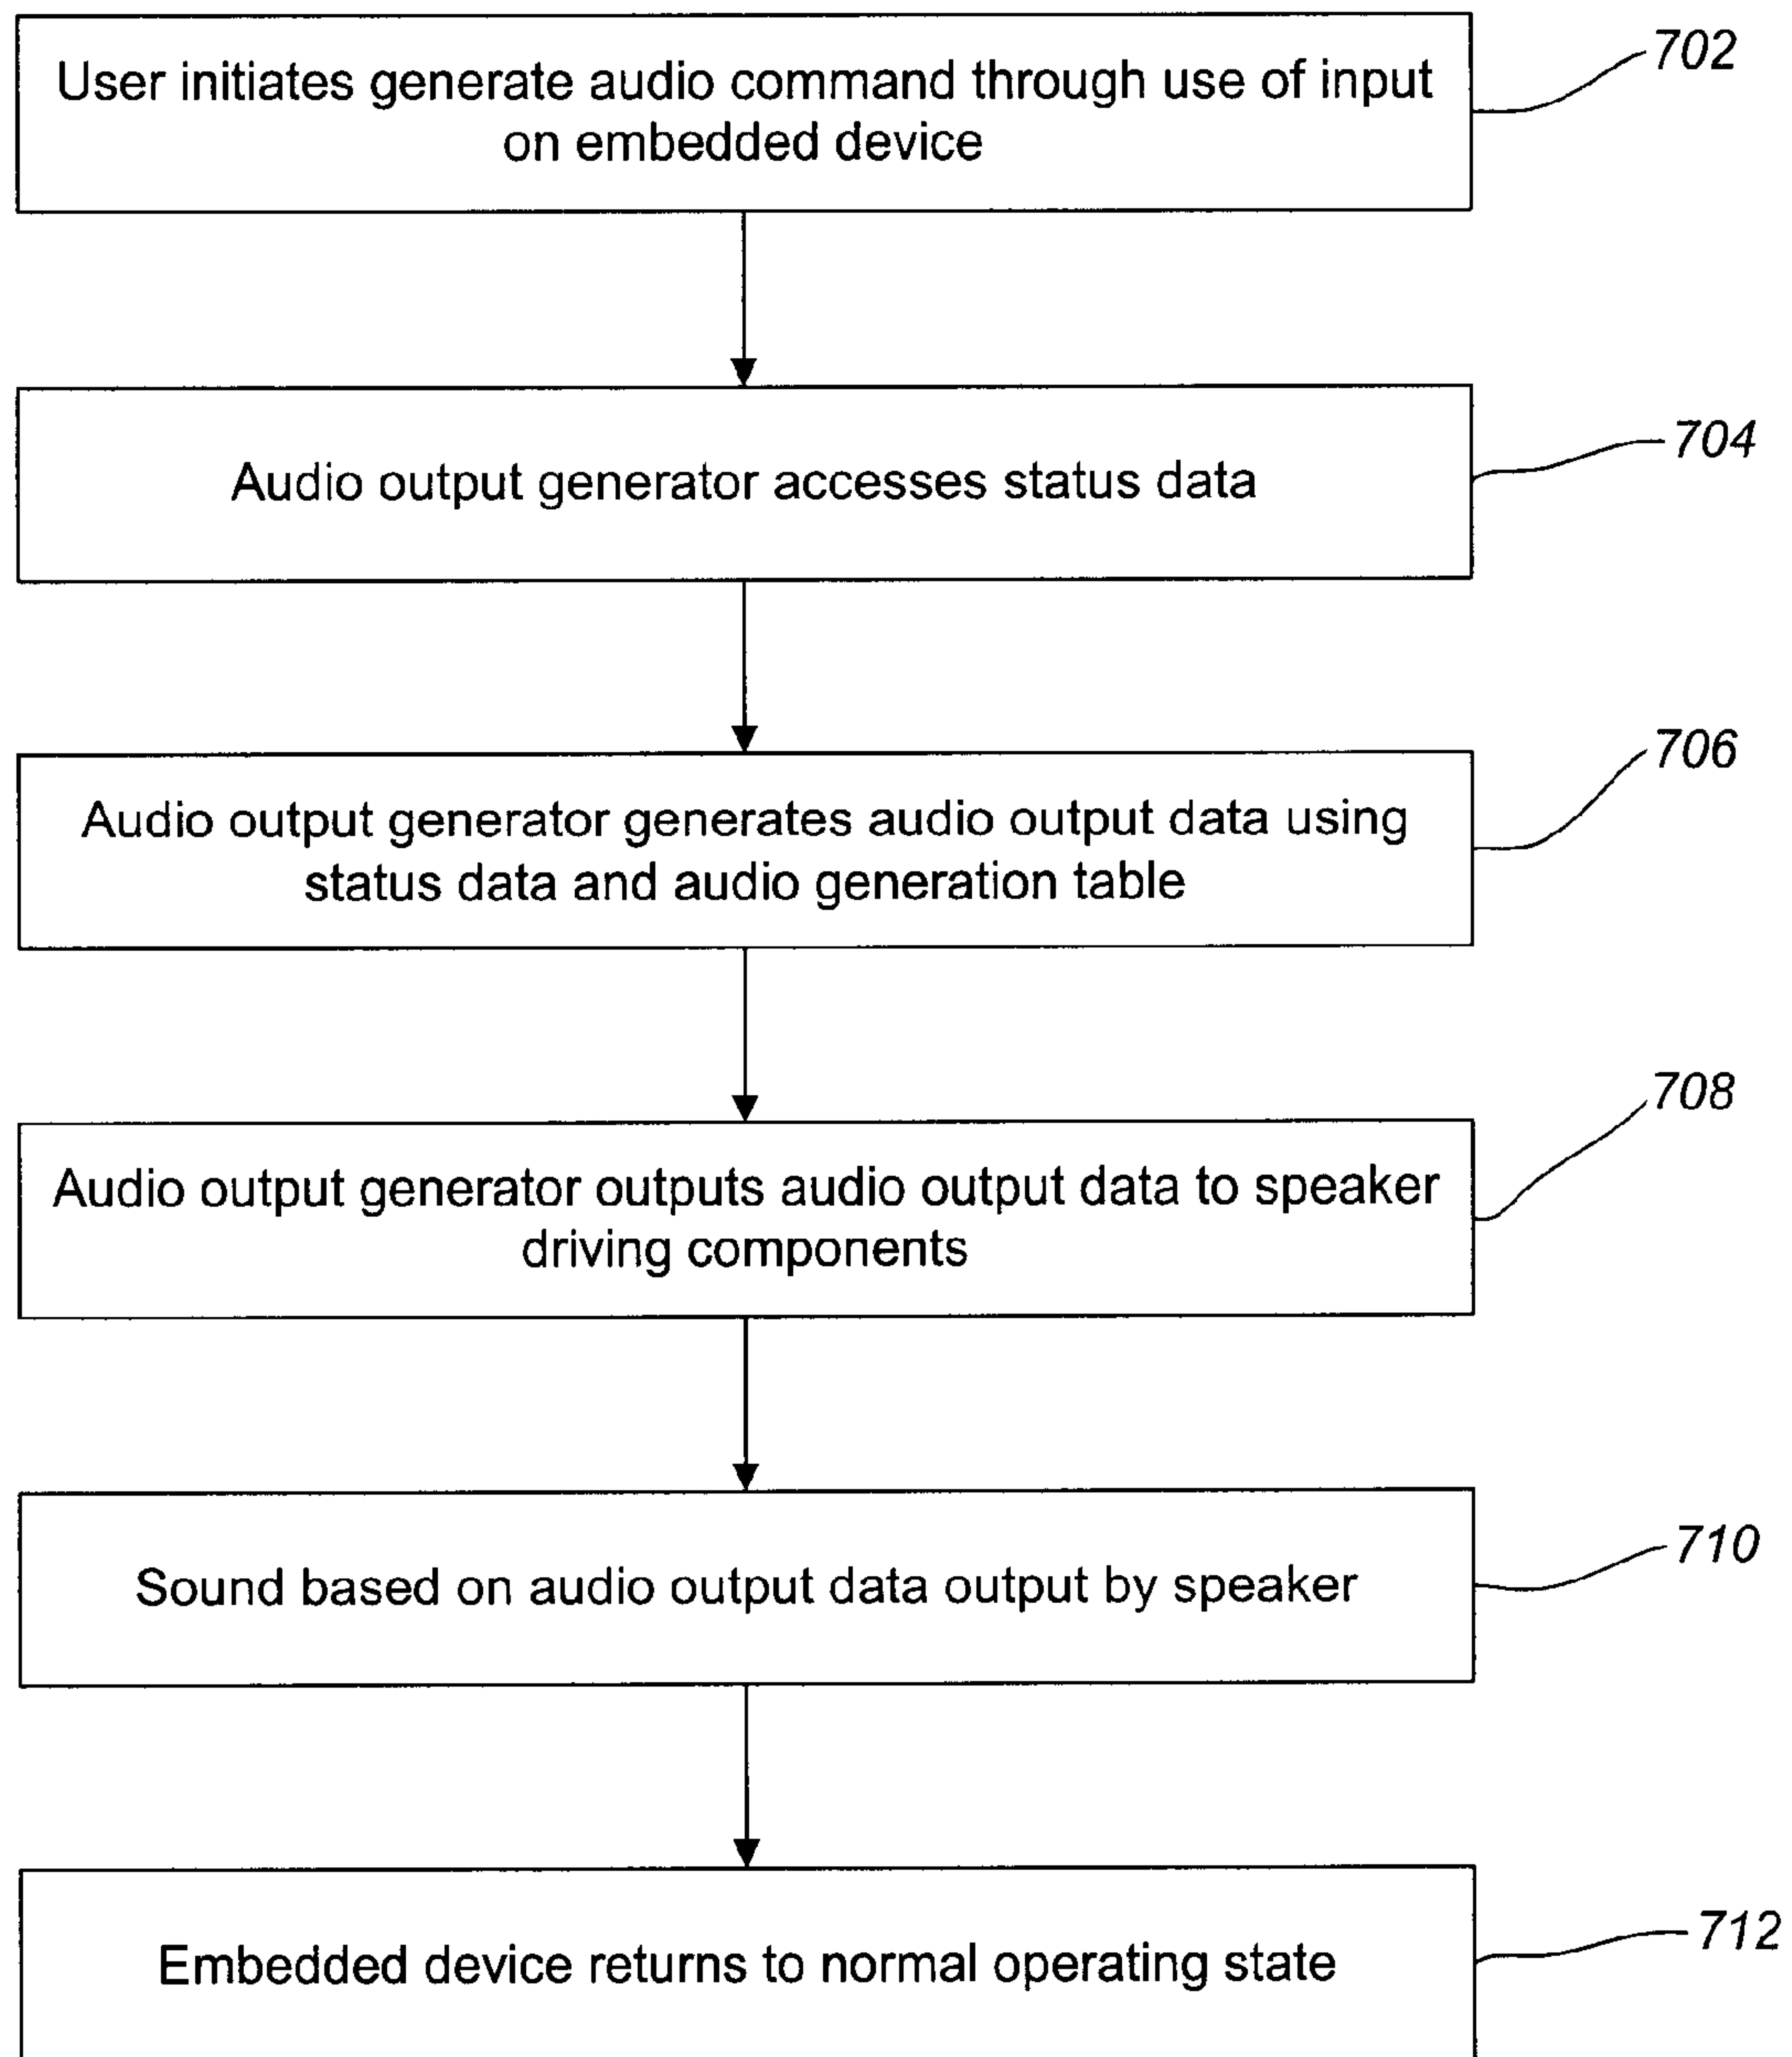 User initiates generate audio command through use of input
on embedded device
702
Audio output generator accesses status data
704
Audio output generator generates audio output data using
status data and audio generation table
706
Audio output generator outputs audio output data to speaker
driving components
708
Sound based on audio output data output by speaker
710
Embedded device returns to normal operating state
712